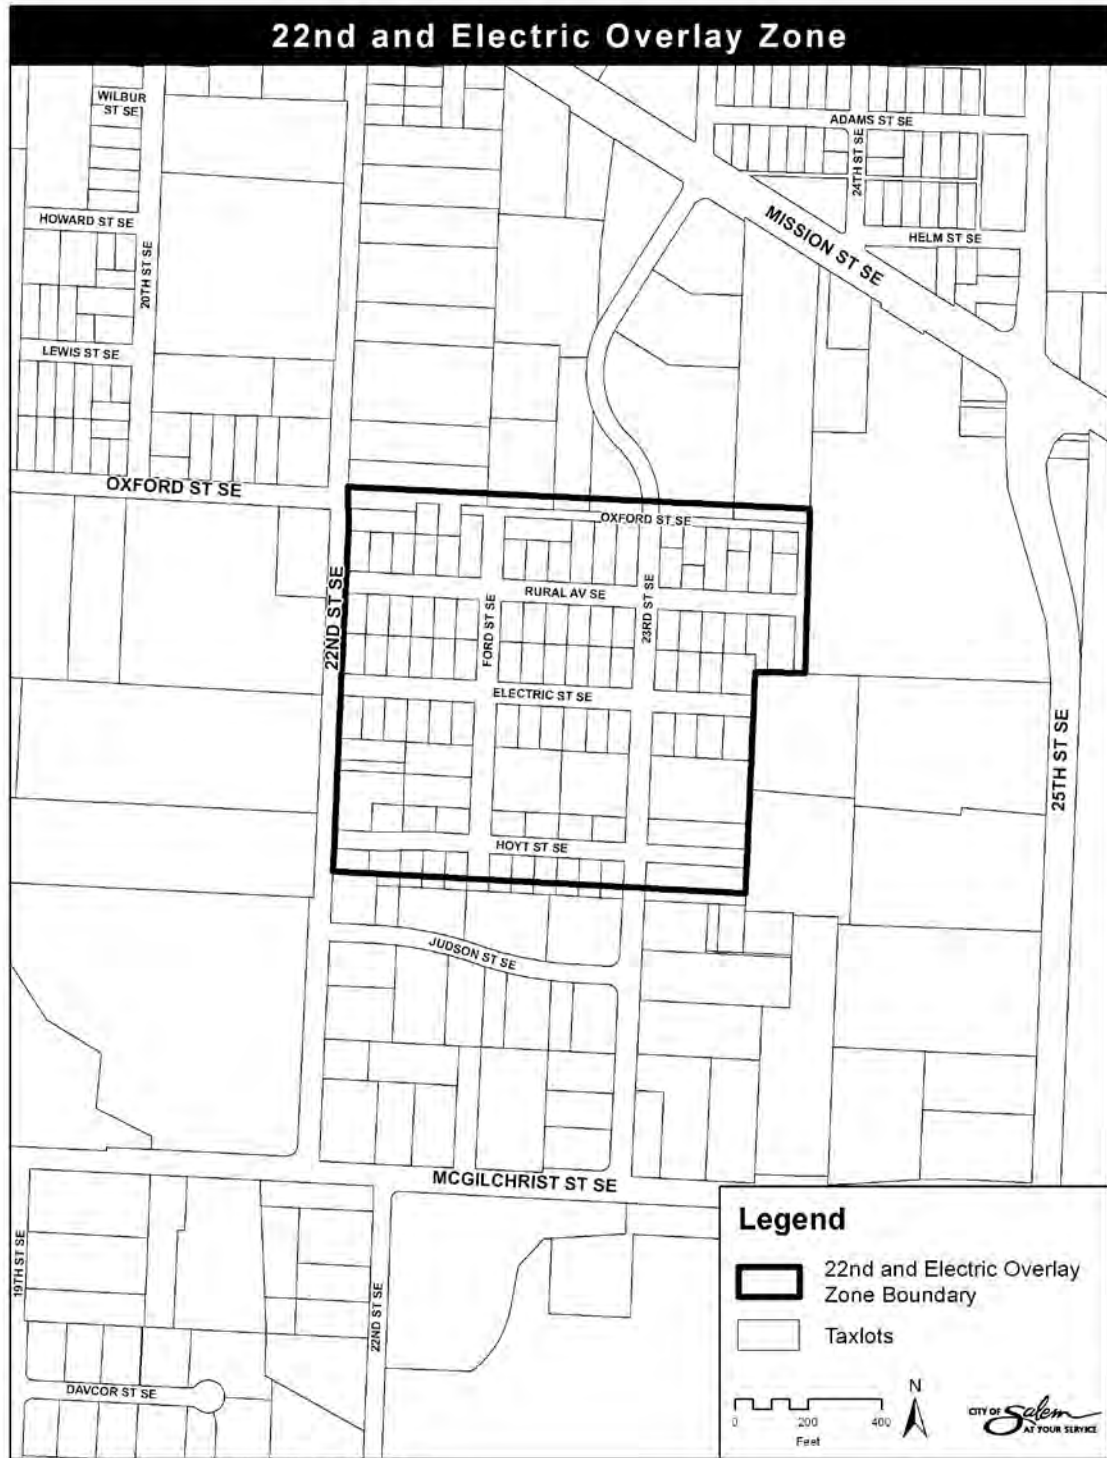 22nd and Electric Overlay Zone
WILBUR
ST SE
ADAMS ST SE
24TH ST SE
HOWARD ST SE
MISSION ST SE
HELM ST SE
20TH ST SE
LEWIS ST SE
OXFORD ST SE
OXFORD ST SE
22ND ST SE
RURAL AV SE
23RD ST SE
FORD ST SE
ELECTRIC ST SE
25TH ST SE
HOYT ST SE
JUDSON ST SE
MCGILCHRIST ST SE
19TH ST SE
22ND ST SE
DAVCOR ST SE
Legend
22nd and Electric Overlay
Zone Boundary
Taxlots
N
0 200 400
Feet
CITY OF Salem
AT YOUR SERVICE